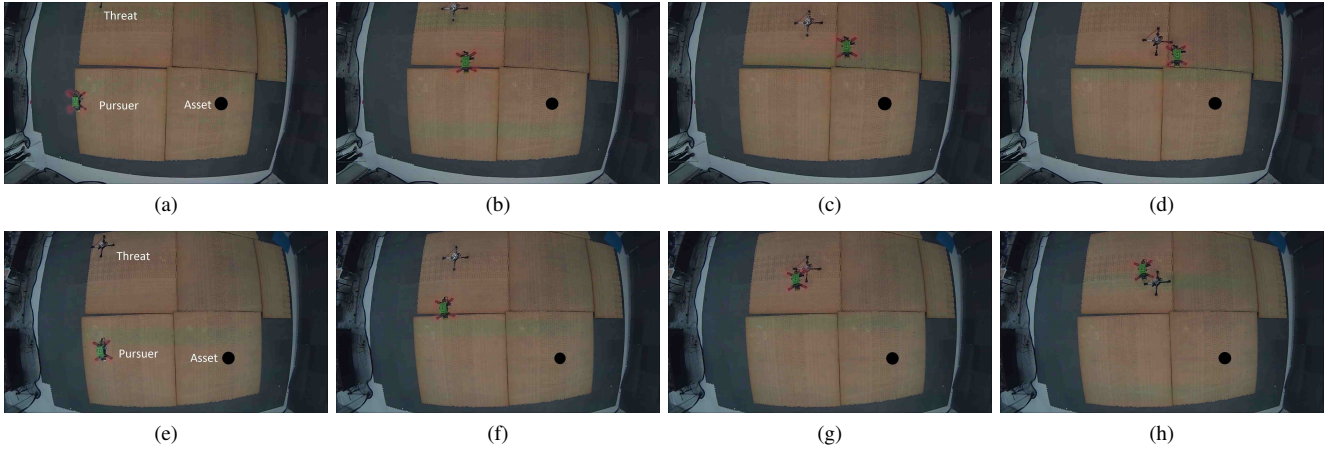 Threat
Pursuer
Asset
(a)
(b)
(c)
(d)
Threat
Pursuer
Asset
(e)
(f)
(g)
(h)